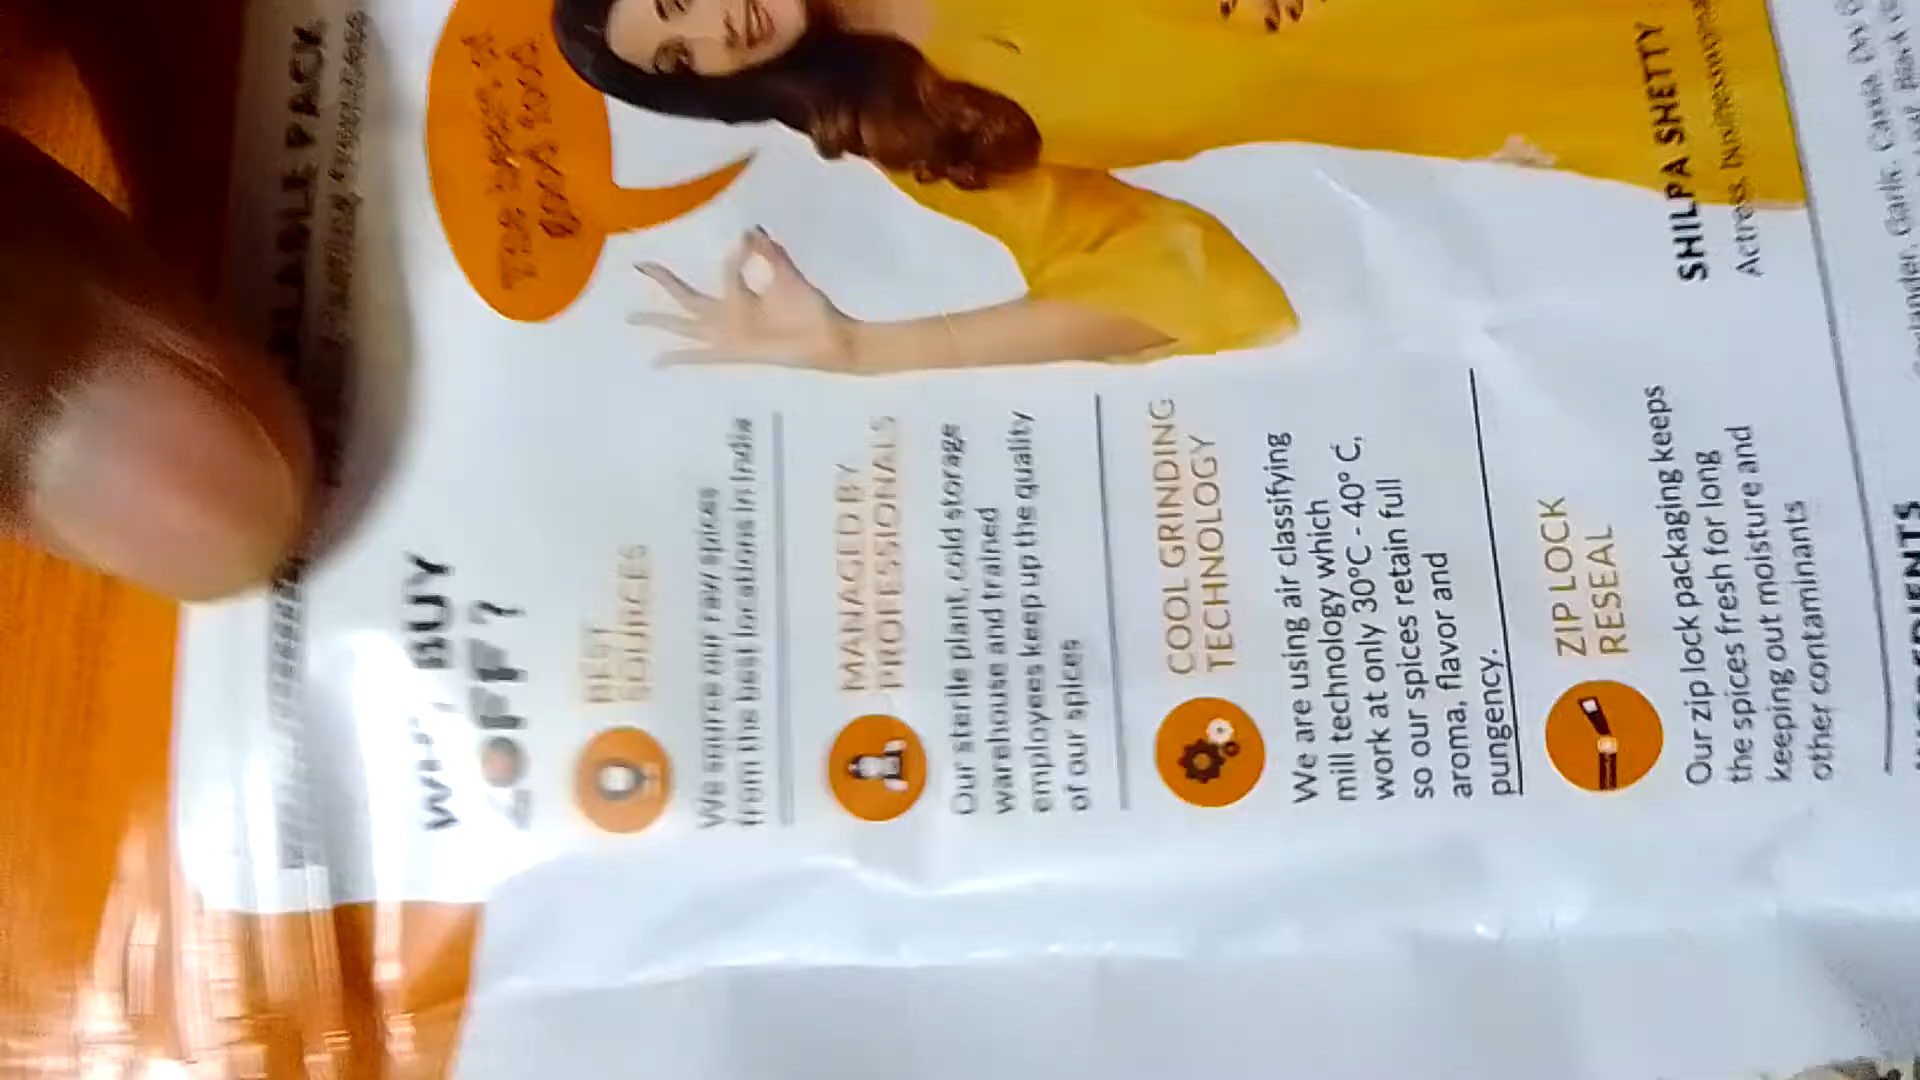 PACK
WHY BUY
ZOFF?
BEST
SOURCES
We source our raw spices
from the best locations in India
MANAGED BY
PROFESSIONALS
Our sterile plant, cold storage
warehouse and trained
employees keep up the quality
of our spices
COOL GRINDING
TECHNOLOGY
We are using air classifying
mill technology which
work at only 30°C - 40° C,
so our spices retain full
aroma, flavor and
pungency.
ZIP LOCK
RESEAL
Our zip lock packaging keeps
the spices fresh for long
keeping out moisture and
other contaminants
SHILPA SHETTY
Actress,
Garlic,